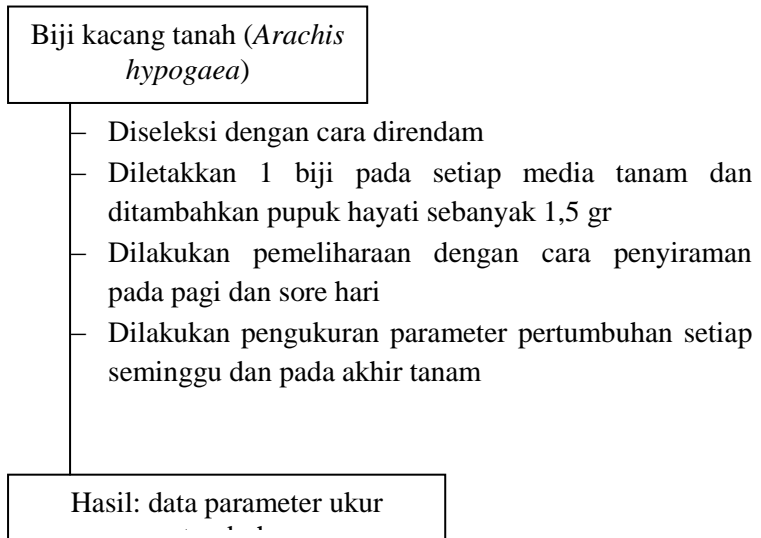 Biji kacang tanah (Arachis
hypogaea)
– Diseleksi dengan cara direndam
– Diletakkan 1 biji pada setiap media tanam dan
ditambahkan pupuk hayati sebanyak 1,5 gr
– Dilakukan pemeliharaan dengan cara penyiraman
pada pagi dan sore hari
– Dilakukan pengukuran parameter pertumbuhan setiap
seminggu dan pada akhir tanam
Hasil: data parameter ukur